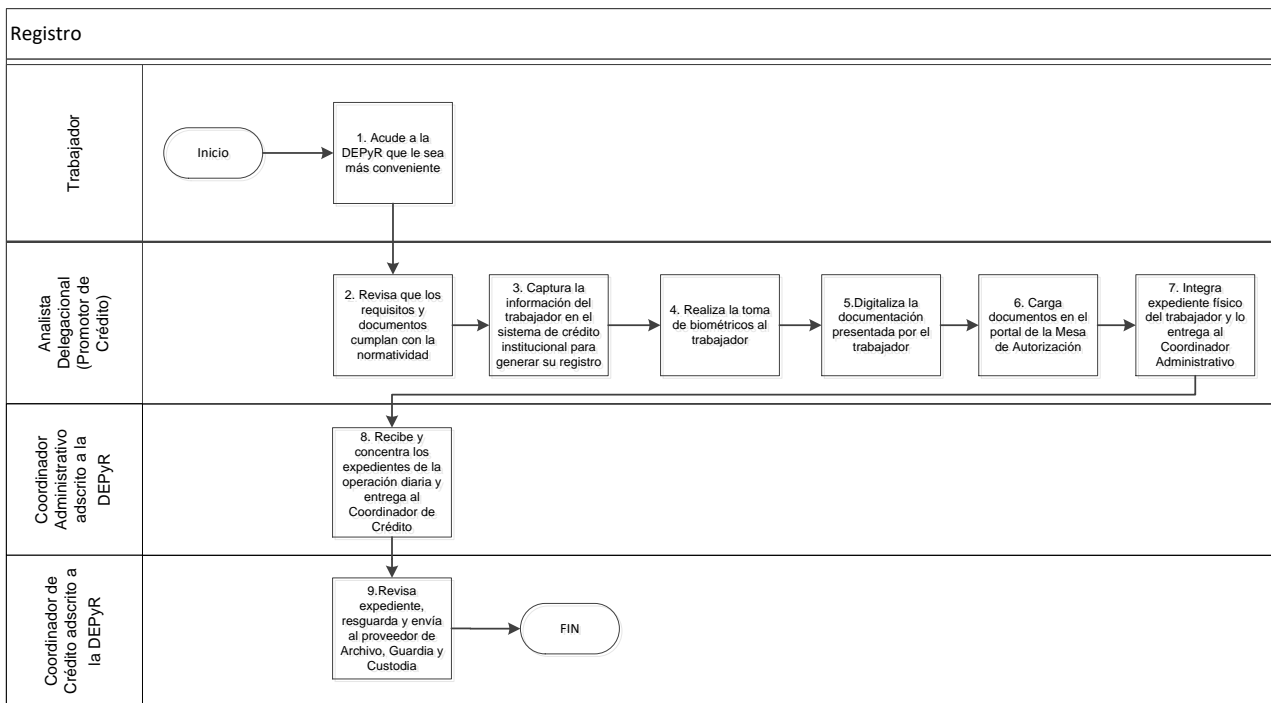 Registro
Trabajador
Inicio
1. Acude a la
DEPyR que le sea
más conveniente
Analista
Delegacional
(Promotor de
Crédito)
2. Revisa que los
requisitos y
documentos
cumplan con la
normatividad
3. Captura la
información del
trabajador en el
sistema de crédito
institucional para
generar su registro
4. Realiza la toma
de biométricos al
trabajador
5.Digitaliza la
documentación
presentada por el
trabajador
6. Carga
documentos en el
portal de la Mesa
de Autorización
7. Integra
expediente físico
del trabajador y lo
entrega al
Coordinador
Administrativo
Coordinador
Administrativo
adscrito a la
DEPyR
8. Recibe y
concentra los
expedientes de la
operación diaria y
entrega al
Coordinador de
Crédito
Coordinador de
Crédito adscrito a
la DEPyR
9.Revisa
expediente,
resguarda y envía
al proveedor de
Archivo, Guardia y
Custodia
FIN